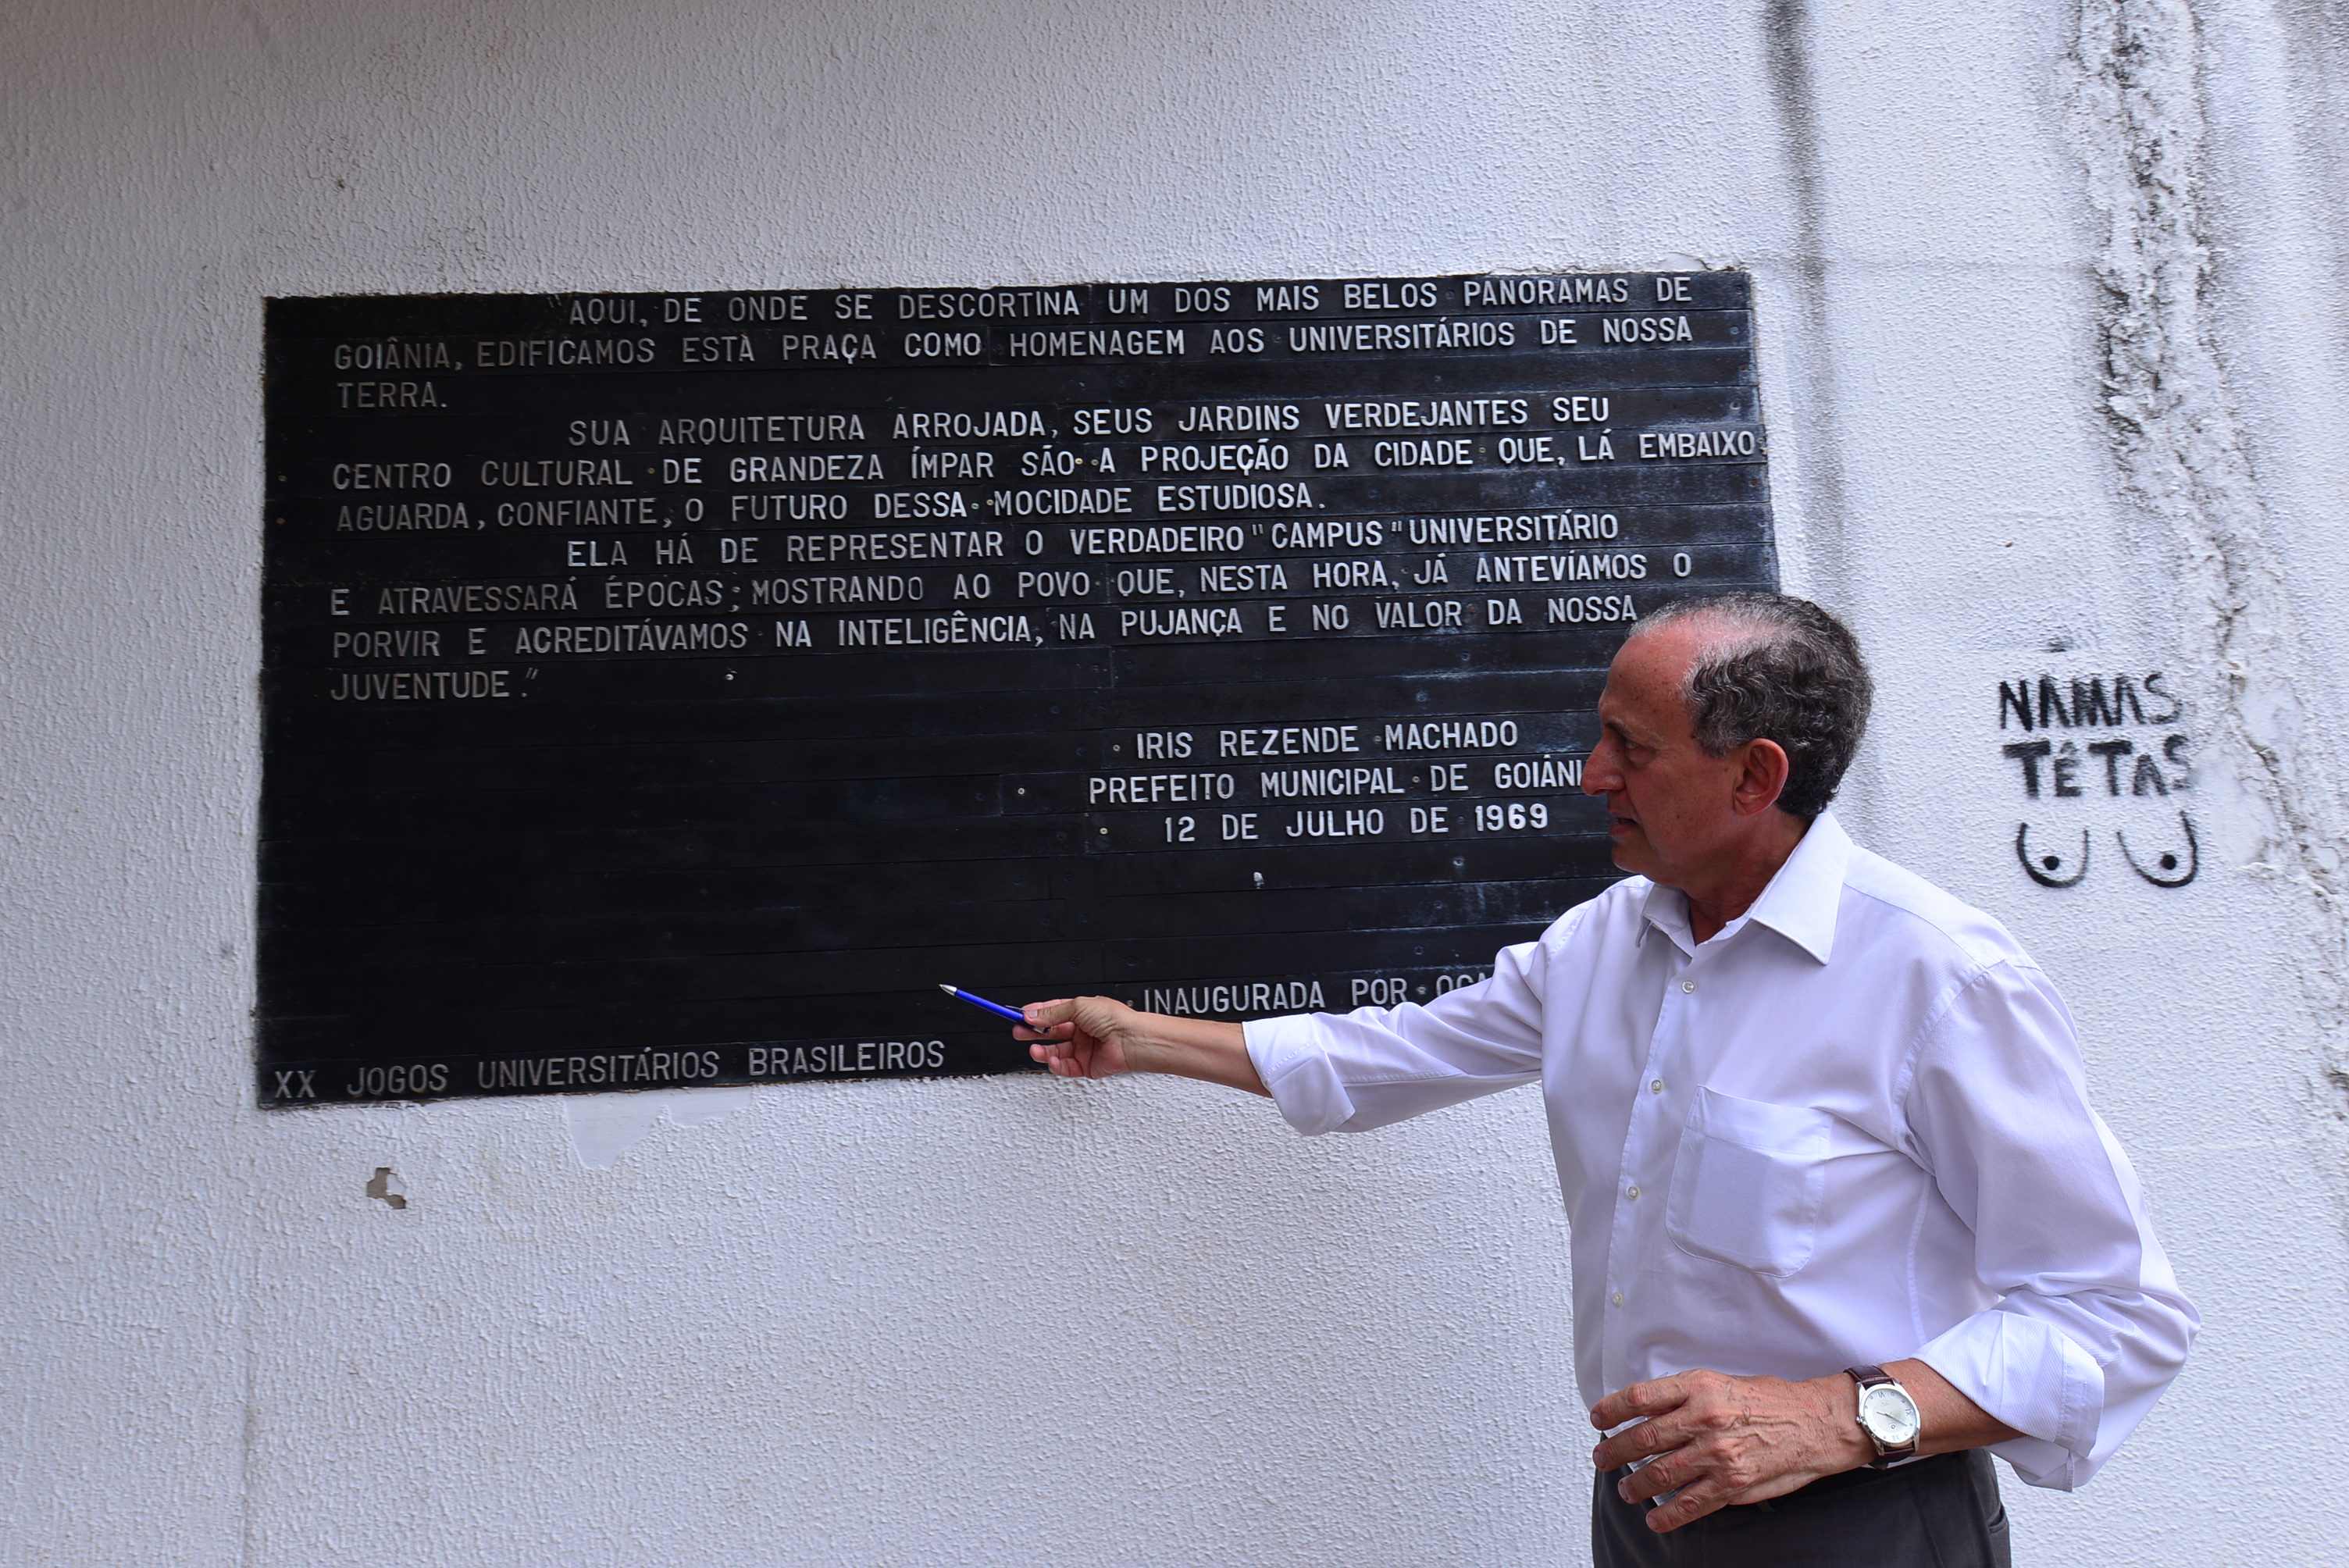 AQUI, DE ONDE SE DESCORTINA UM DOS MAIS BELOS PANORAMAS DE
GOIÂNIA, EDIFICAMOS ESTÀ PRAÇA COMO HOMENAGEM AOS UNIVERSITÁRIOS DE NOSSA
TERRA.
SUA ARQUITETURA ARROJADA, SEUS JARDINS VERDEJANTES SEU
CENTRO CULTURAL DE GRANDEZA ÍMPAR SÃO A PROJEÇÃO DA CIDADE QUE, LÁ EMBAIXO
AGUARDA, CONFIANTE, O FUTURO DESSA MOCIDADE ESTUDIOSA.
ELA HÁ DE REPRESENTAR O VERDADEIRO "CAMPUS" UNIVERSITÁRIO
E ATRAVESSARÁ ÉPOCAS; MOSTRANDO AO POVO QUE, NESTA HORA, JÁ ANTEVÍAMOS O
PORVIR E ACREDITÁVAMOS NA INTELIGÊNCIA, NA PUJANÇA E NO VALOR DA NOSSA
JUVENTUDE."
IRIS REZENDE MACHADO
PREFEITO MUNICIPAL DE
12 DE JULHO DE 1969
INAUGURADA POR
XX JOGOS UNIVERSITÁRIOS BRASILEIROS
NAMAS
TÊTAS